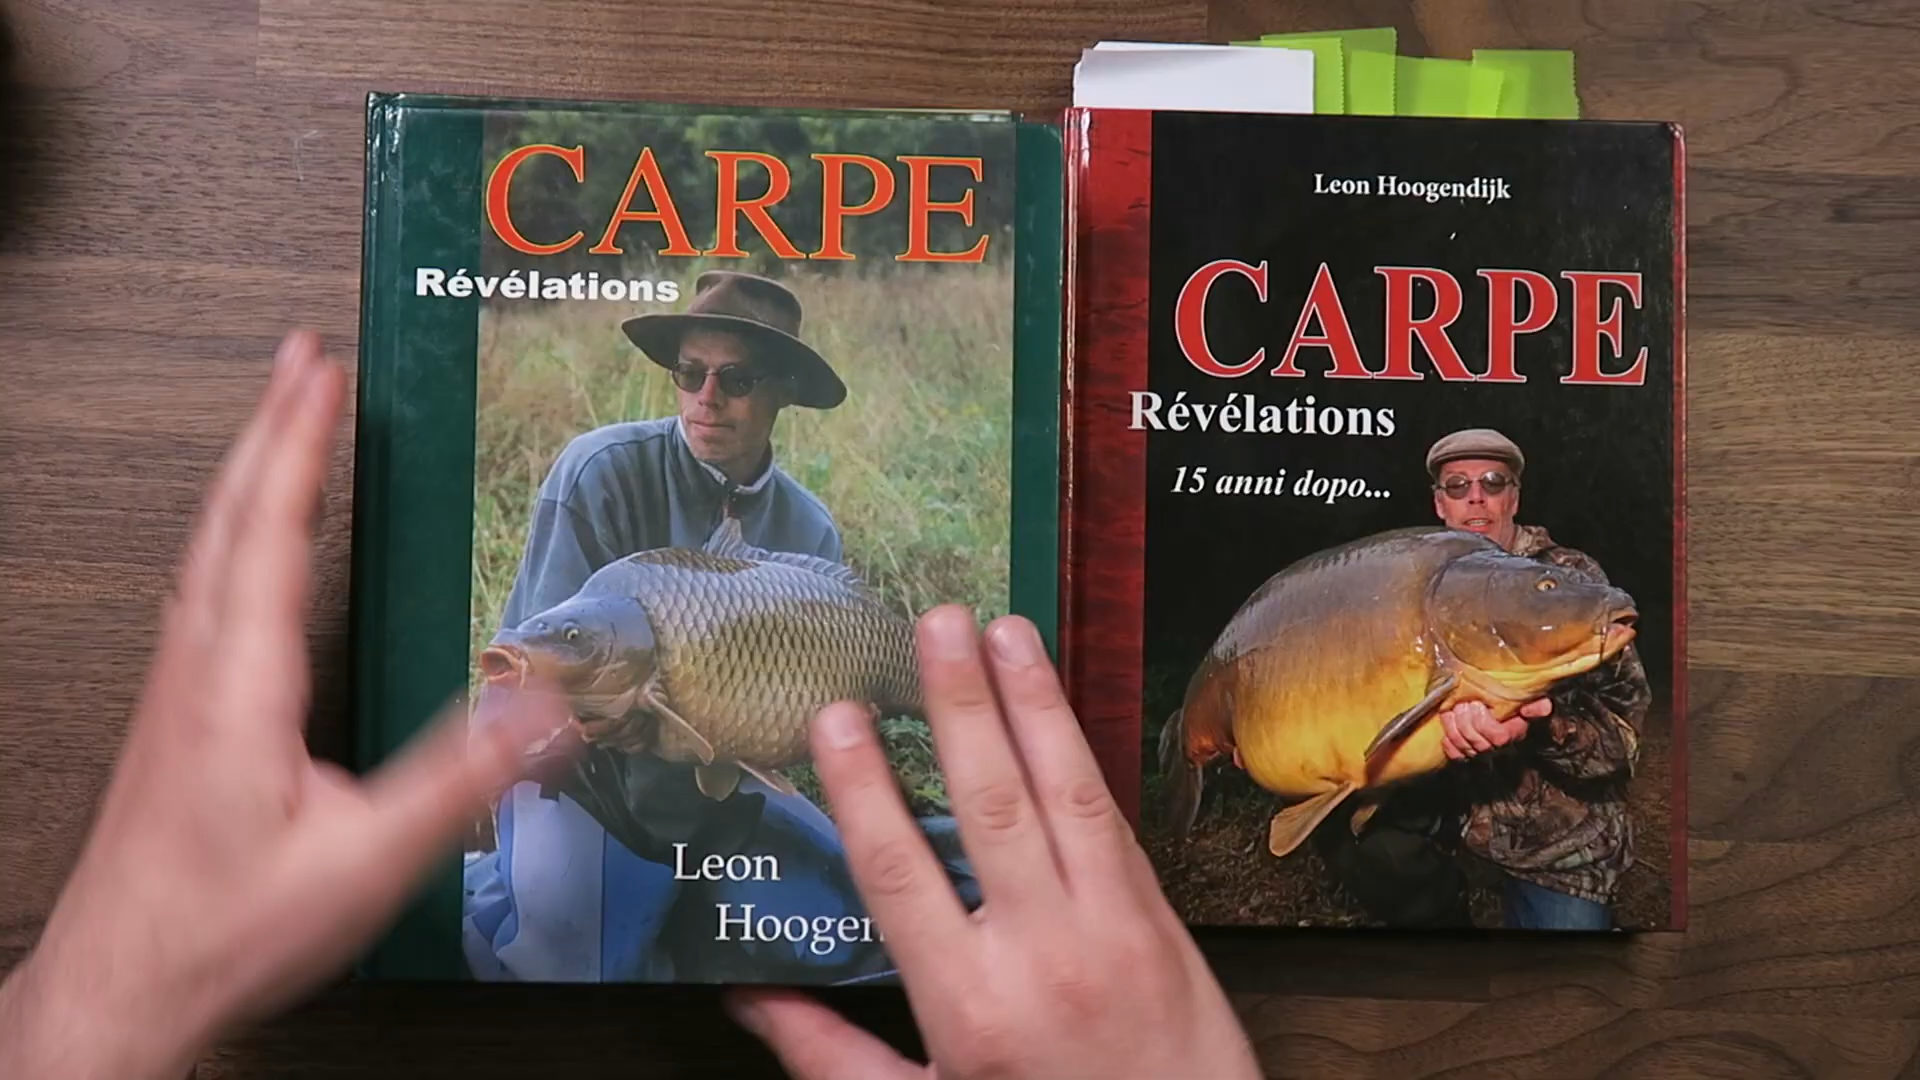 CARPE
Révélations
Leon
Leon Hoogendijk
CARPE
Révélations
15 anni dopo...